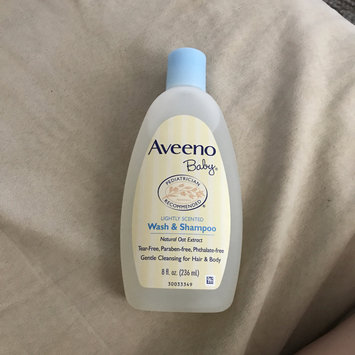 Aveeno
Baby®
PEDIATRICIAN
RECOMMENDED
LIGHTLY SCENTED
Wash & Shampoo
Natural Oat Extract
Tear-Free, Paraben-free, Phthalate-free
Gentle Cleansing for Hair & Body
8 fl. oz. (236 mL)
30033349